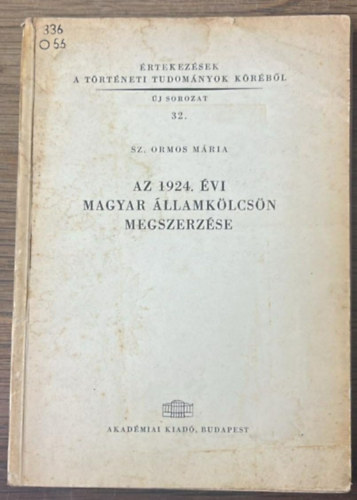 336
O 55
ÉRTEKEZÉSEK
A TÖRTÉNETI TUDOMÁNYOK KÖRÉBŐL
ÚJ SOROZAT
32.
SZ. ORMOS MÁRIA
AZ 1924. ÉVI
MAGYAR ÁLLAMKÖLCSÖN
MEGSZERZÉSE
AKADÉMIAI KIADÓ, BUDAPEST